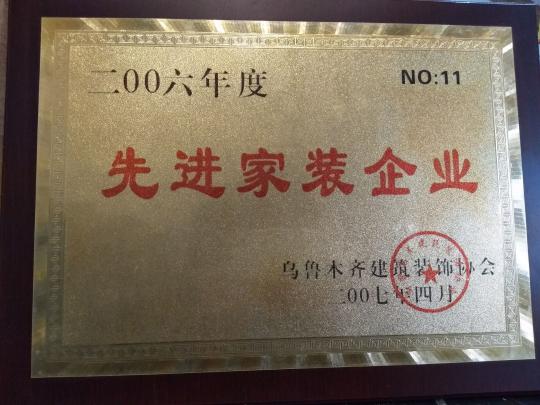 二00六年度
NO:11
先进家装企业
乌鲁木齐建筑装饰协会
二00七年四月